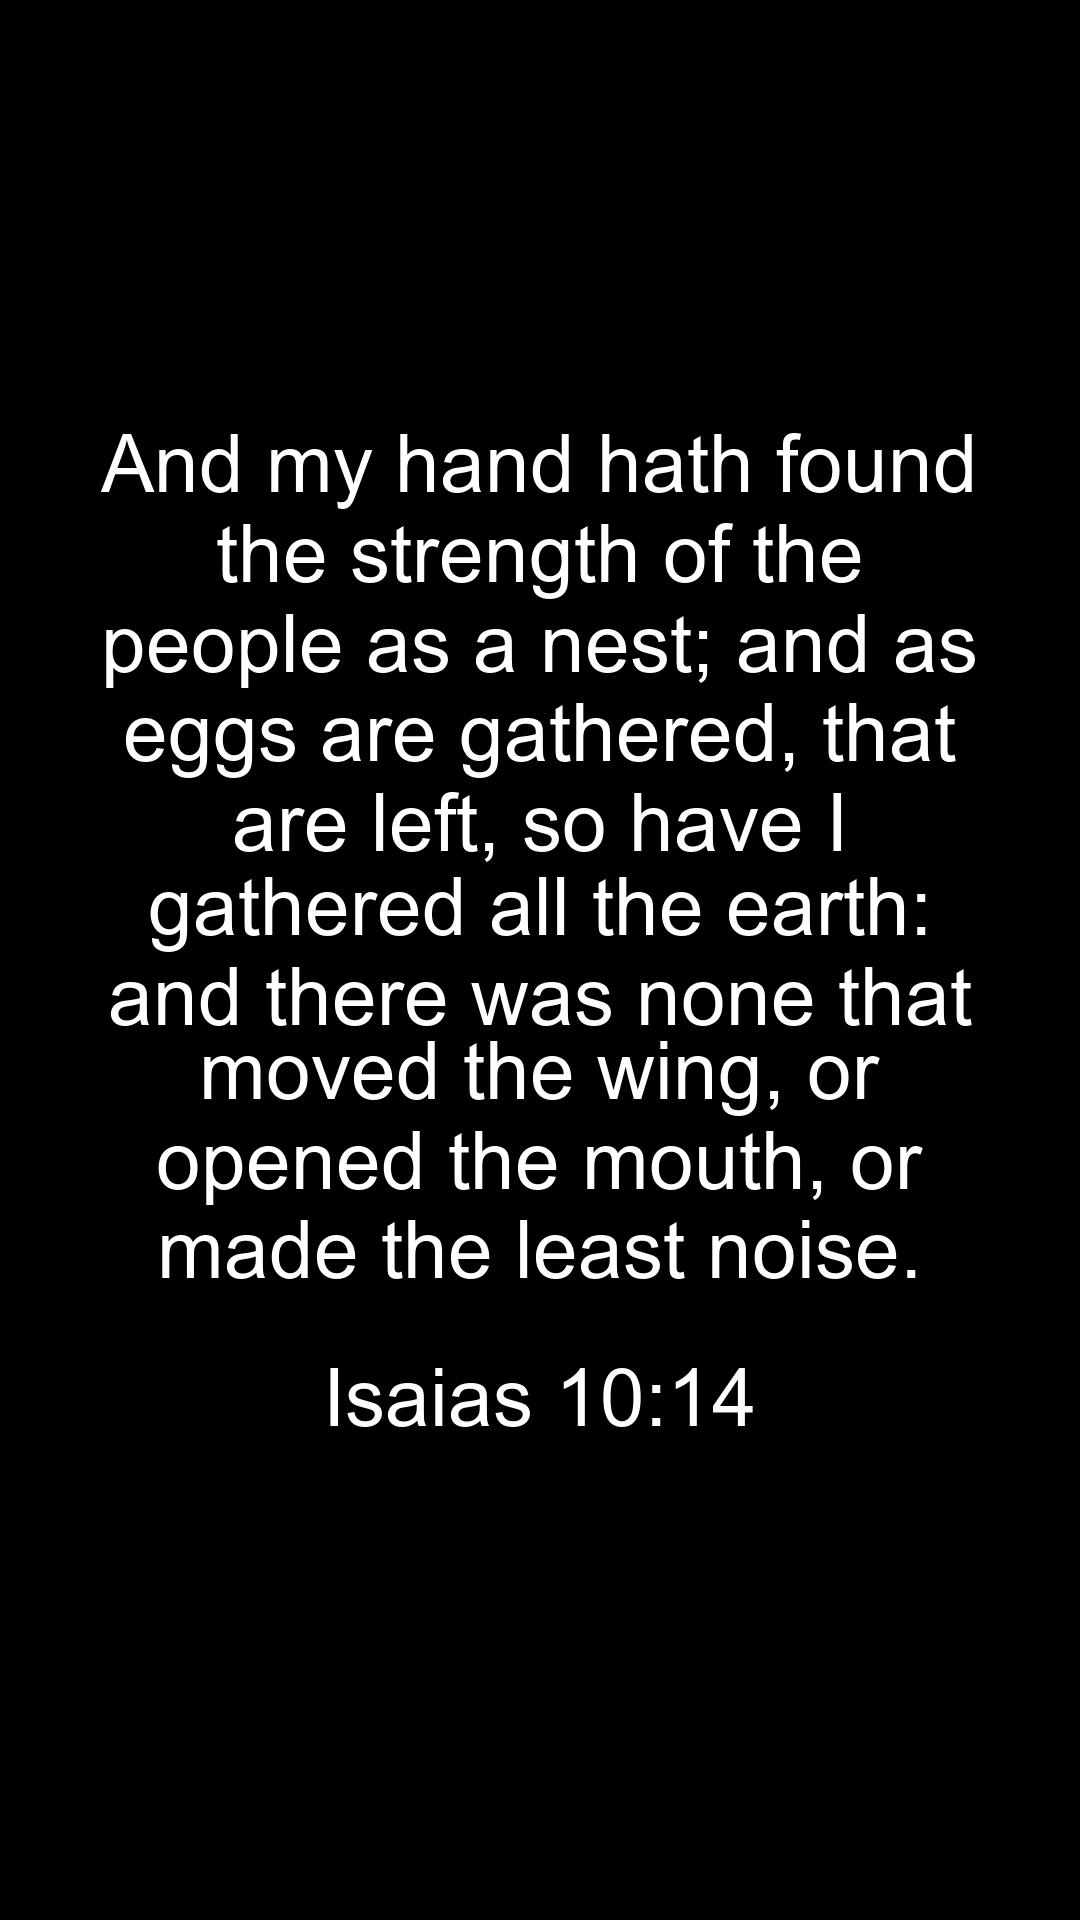 And my hand hath found
the strength of the
people as a nest; and as
eggs are gathered, that
are left, so have I
gathered all the earth:
and there was none that
moved the wing, or
opened the mouth, or
made the least noise.
Isaias 10:14